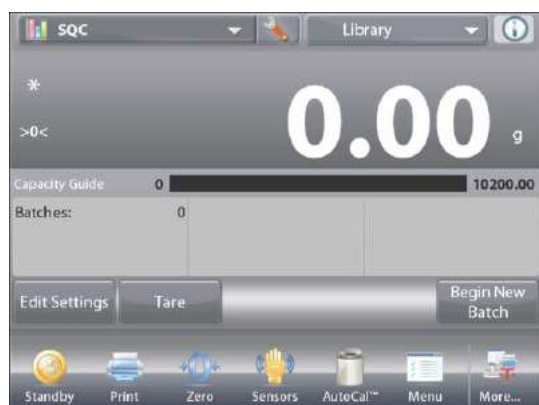 SQC
Library
*
>0<
0.00 g
Capacity Guide 0 10200.00
Batches: 0
Edit Settings
Tare
Begin New
Batch
Standby Print Zero Sensors AutoCal™ Menu More...